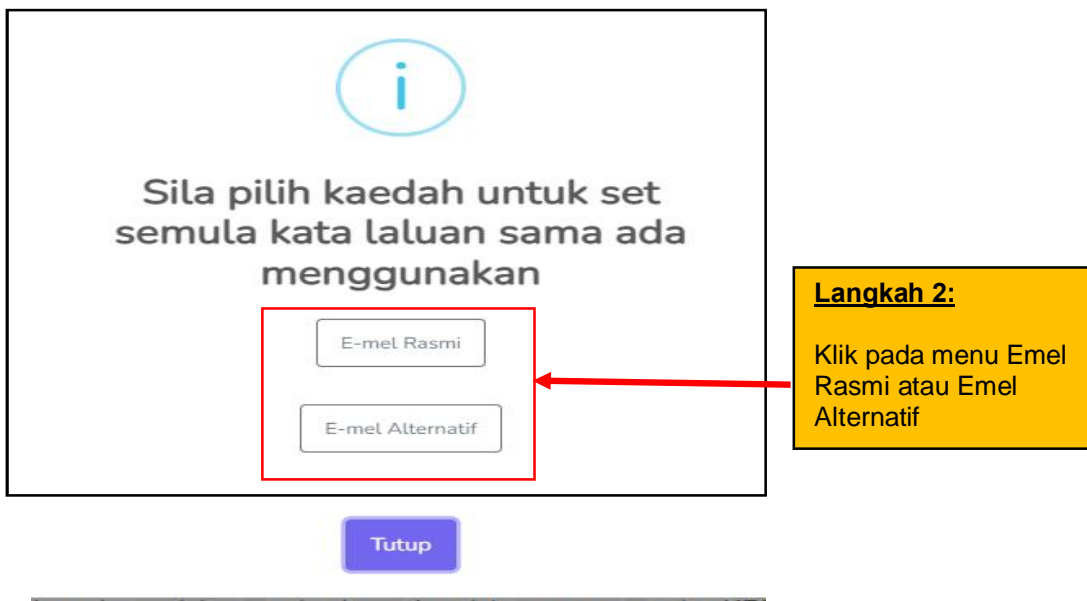 i
Sila pilih kaedah untuk set
semula kata laluan sama ada
menggunakan
E-mel Rasmi
E-mel Alternatif
Langkah 2:
Klik pada menu Emel
Rasmi atau Emel
Alternatif
Tutup